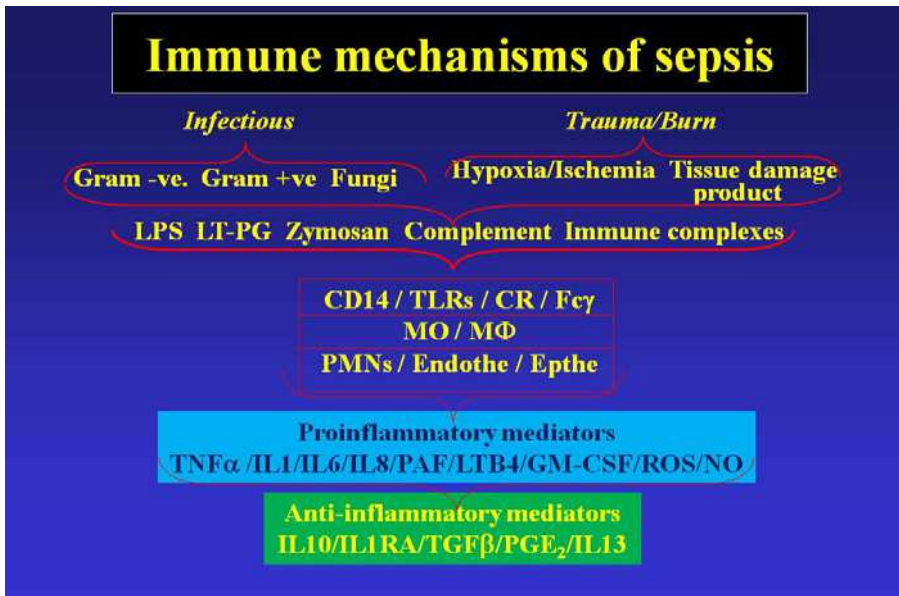 Immune mechanisms of sepsis
Infectious
Trauma/Burn
Gram -ve. Gram +ve Fungi
Hypoxia/Ischemia Tissue damage
product
LPS LT-PG Zymosan Complement Immune complexes
CD14 / TLRs / CR / Fcγ
MO / MΦ
PMNs / Endothe / Epthe
Proinflammatory mediators
TNFα /IL1/IL6/IL8/PAF/LTB4/GM-CSF/ROS/NO
Anti-inflammatory mediators
IL10/IL1RA/TGFβ/PGE₂/IL13